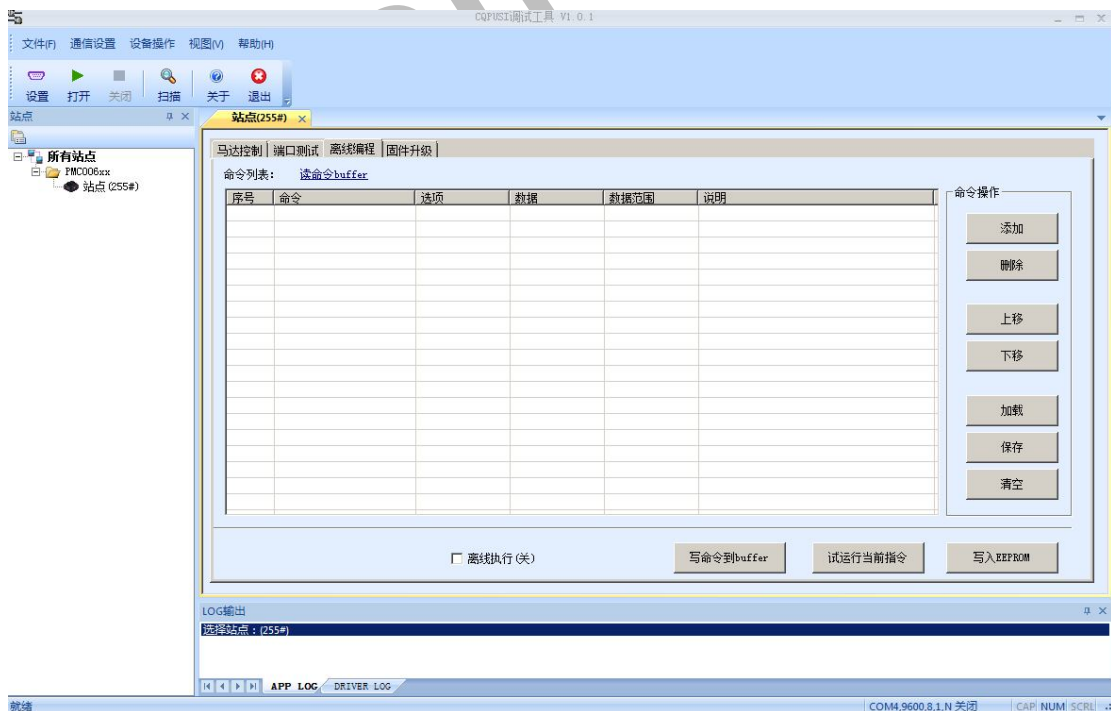 CQPUSI调试工具 V1.0.1
文件(F) 通信设置 设备操作 视图(V) 帮助(H)
设置 打开 关闭 扫描 关于 退出
站点
站点(255#)
所有站点
PMC006xx
站点 (255#)
马达控制 端口测试 离线编程 固件升级
命令列表： 读命令buffer
序号 命令 选项 数据 数据范围 说明
命令操作
添加
删除
上移
下移
加载
保存
清空
离线执行(关) 写命令到buffer 试运行当前指令 写入EEPROM
LOG输出
选择站点：(255#)
APP LOG DRIVER LOG
就绪 COM4,9600,8,1,N 关闭 CAP NUM SCRL